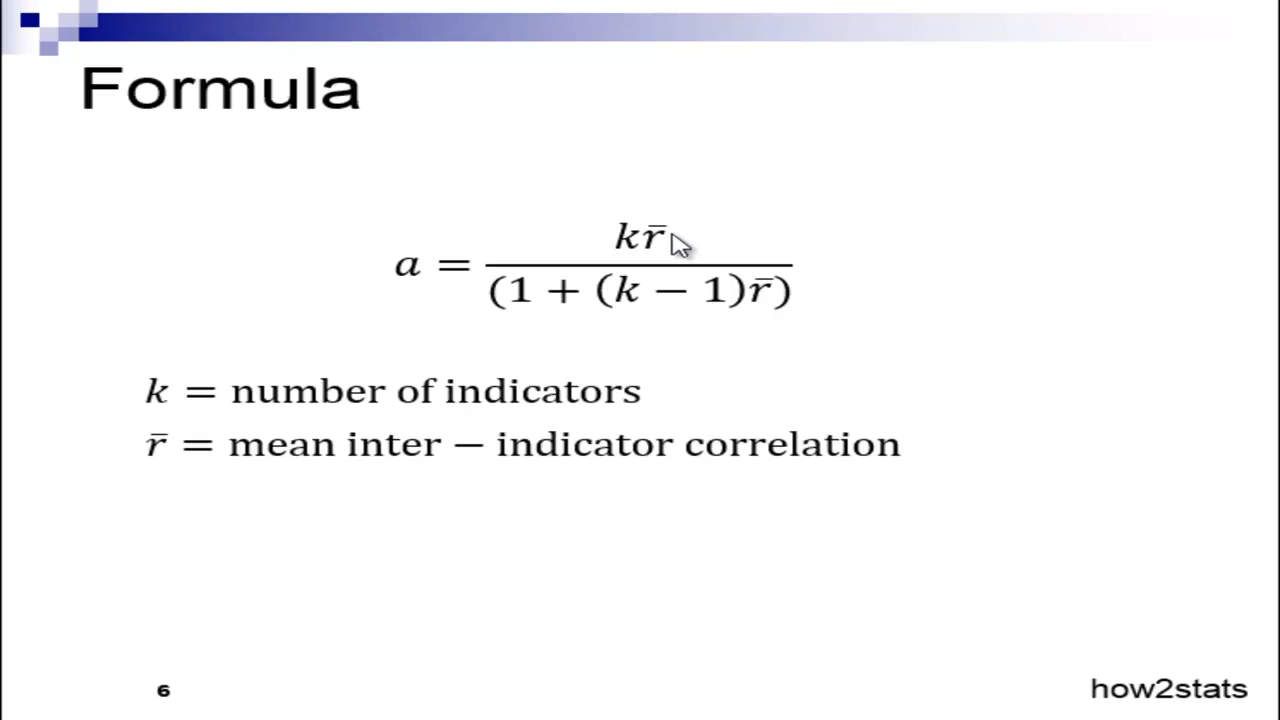 Formula
a = kr̄ / (1 + (k − 1)r̄)
k = number of indicators
r̄ = mean inter − indicator correlation
6
how2stats